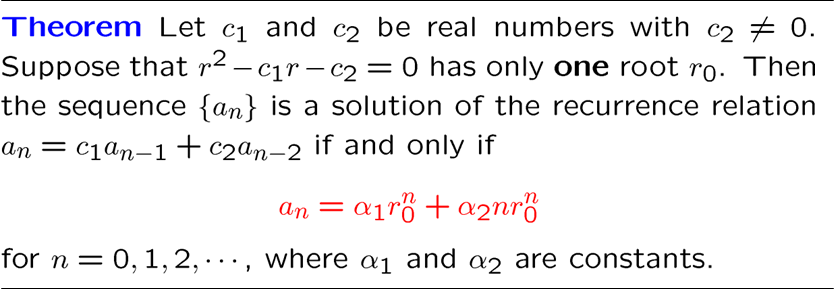 Theorem Let c₁ and c₂ be real numbers with c₂ ≠ 0.
Suppose that r² − c₁r − c₂ = 0 has only one root r₀. Then
the sequence {aₙ} is a solution of the recurrence relation
aₙ = c₁aₙ₋₁ + c₂aₙ₋₂ if and only if
aₙ = α₁r₀ⁿ + α₂nr₀ⁿ
for n = 0, 1, 2, ⋯, where α₁ and α₂ are constants.